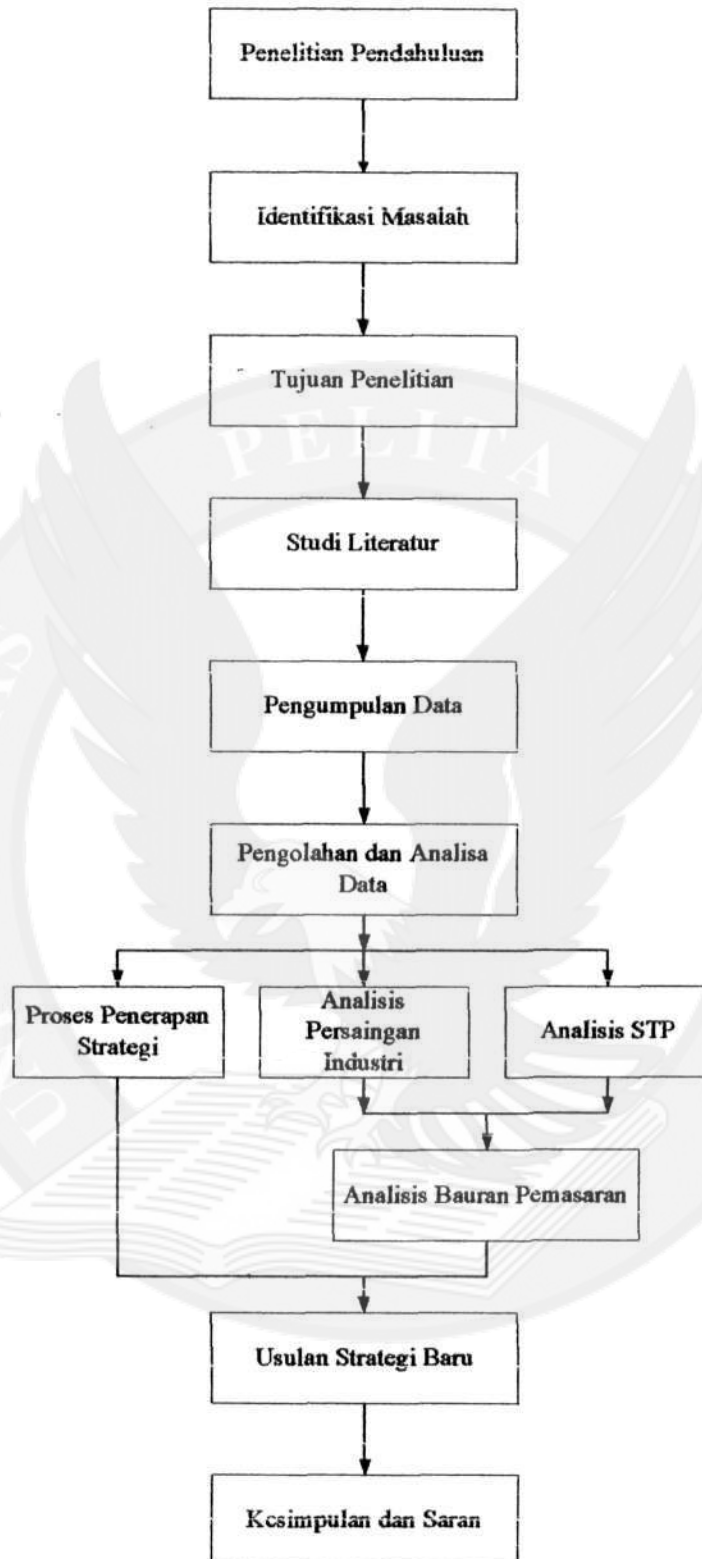 Penelitian Pendahuluan
Identifikasi Masalah
Tujuan Penelitian
PELITA
Studi Literatur
Pengumpulan Data
Pengolahan dan Analisa
Data
Proses Penerapan
Strategi
Analisis
Persaingan
Industri
Analisis STP
Analisis Bauran Pemasaran
Usulan Strategi Baru
Kesimpulan dan Saran